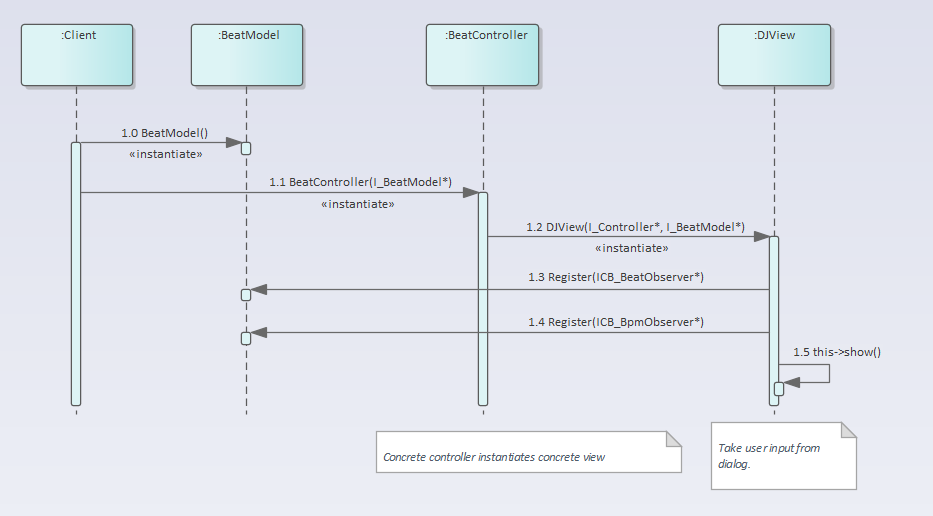 :Client
:BeatModel
:BeatController
:DJView
1.0 BeatModel()
«instantiate»
1.1 BeatController(I_BeatModel*)
«instantiate»
1.2 DJView(I_Controller*, I_BeatModel*)
«instantiate»
1.3 Register(ICB_BeatObserver*)
1.4 Register(ICB_BpmObserver*)
1.5 this->show()
Concrete controller instantiates concrete view
Take user input from
dialog.